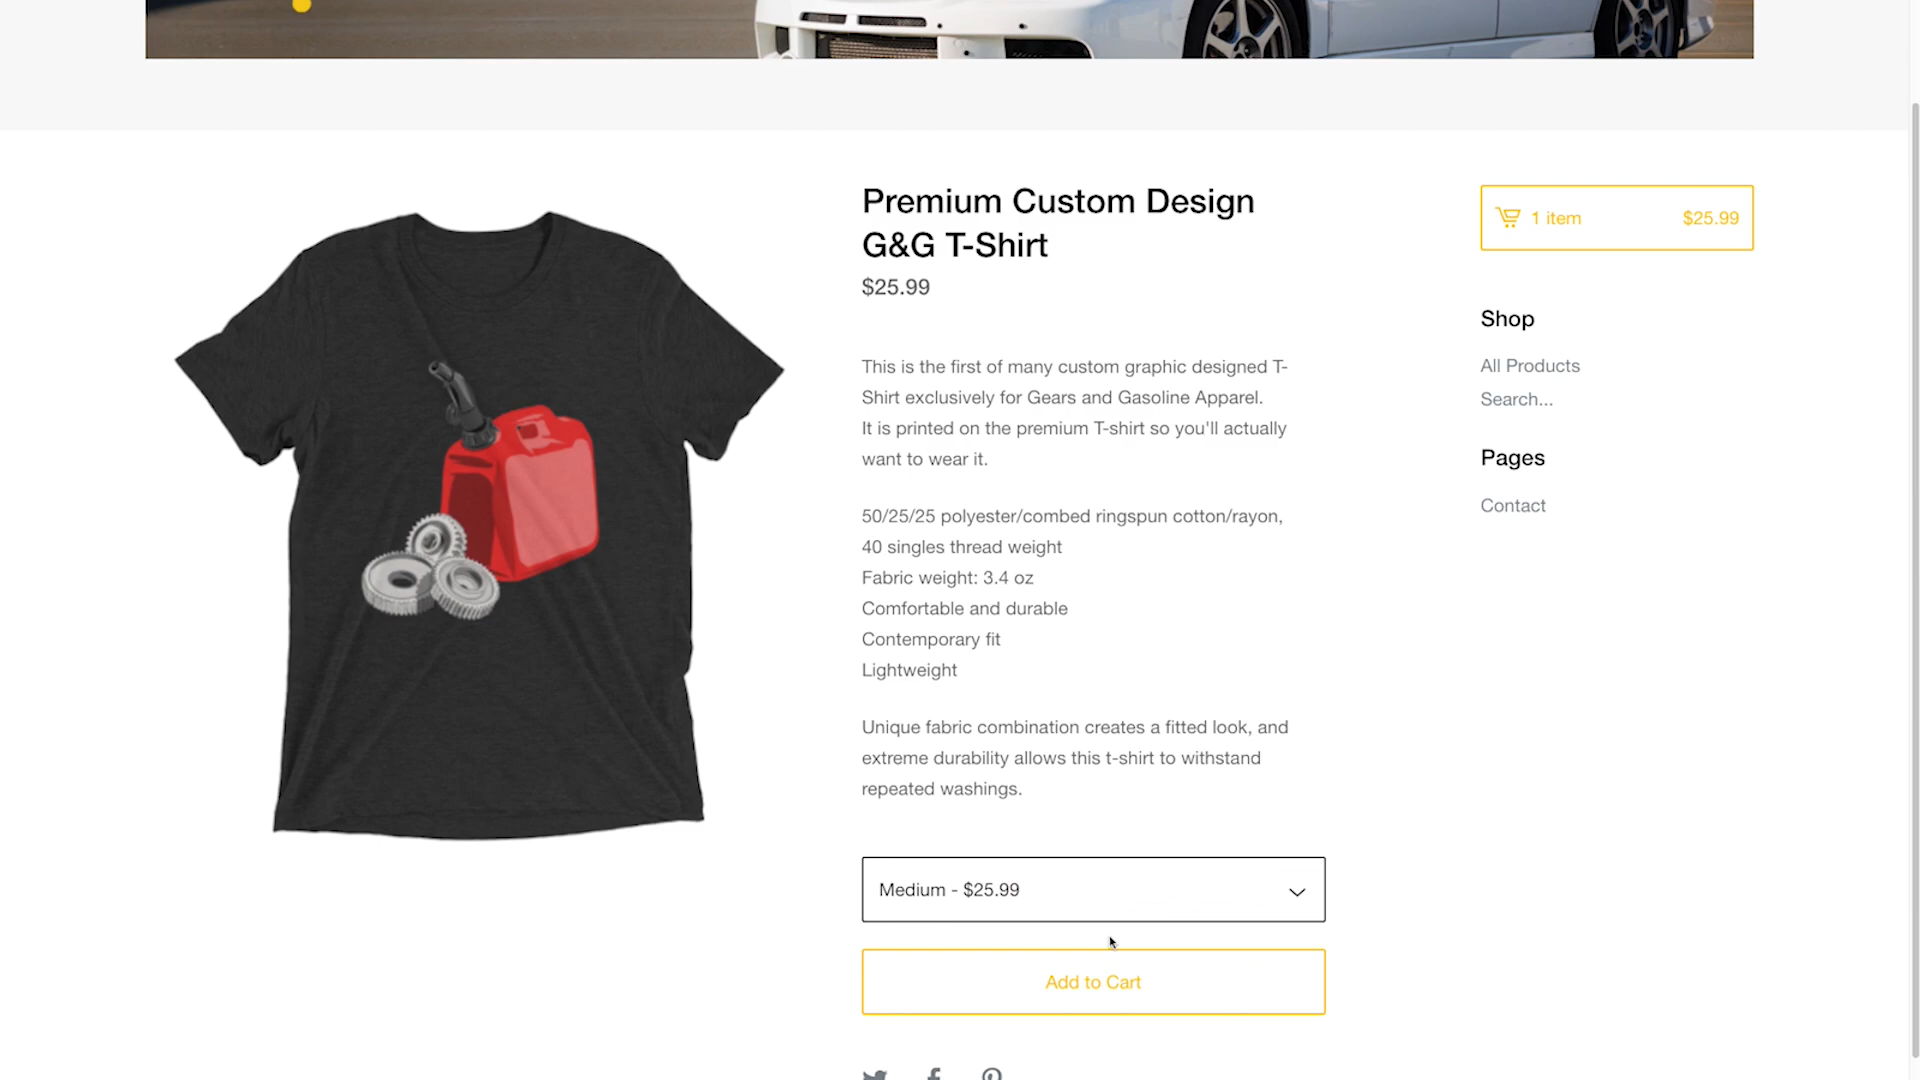 Premium Custom Design
G&G T-Shirt
$25.99
This is the first of many custom graphic designed T-
Shirt exclusively for Gears and Gasoline Apparel.
It is printed on the premium T-shirt so you'll actually
want to wear it.
50/25/25 polyester/combed ringspun cotton/rayon,
40 singles thread weight
Fabric weight: 3.4 oz
Comfortable and durable
Contemporary fit
Lightweight
Unique fabric combination creates a fitted look, and
extreme durability allows this t-shirt to withstand
repeated washings.
Medium - $25.99
Add to Cart
1 item $25.99
Shop
All Products
Search...
Pages
Contact